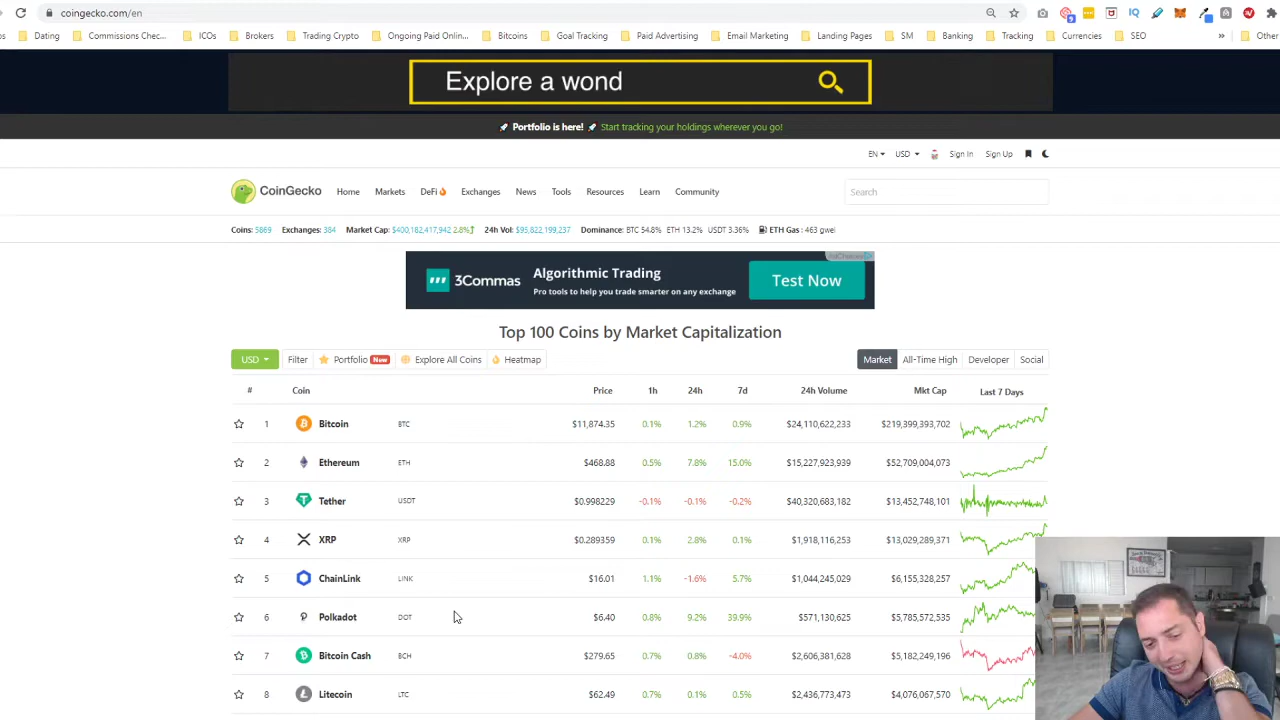 coingecko.com/en
Dating Commissions Chec... ICOs Brokers Trading Crypto Ongoing Paid Onlin... Bitcoins Goal Tracking Paid Advertising Email Marketing Landing Pages SM Banking Tracking Currencies SEO » Other
Explore a wond
Portfolio is here! Start tracking your holdings wherever you go!
EN USD Sign In Sign Up
CoinGecko Home Markets DeFi Exchanges News Tools Resources Learn Community Search
Coins: 5869 Exchanges: 384 Market Cap: $400,182,417,942 2.8% 24h Vol: $95,822,199,237 Dominance: BTC 54.8% ETH 13.2% USDT 3.36% ETH Gas : 463 gwei
3Commas Algorithmic Trading Pro tools to help you trade smarter on any exchange Test Now
AdChoices
Top 100 Coins by Market Capitalization
USD Filter Portfolio New Explore All Coins Heatmap Market All-Time High Developer Social
# Coin Price 1h 24h 7d 24h Volume Mkt Cap Last 7 Days
1 Bitcoin BTC $11,874.35 0.1% 1.2% 0.9% $24,110,622,233 $219,399,393,702
2 Ethereum ETH $468.88 0.5% 7.8% 15.0% $15,227,923,939 $52,709,004,073
3 Tether USDT $0.998229 -0.1% -0.1% -0.2% $40,320,683,182 $13,452,748,101
4 XRP XRP $0.289359 0.1% 2.8% 0.1% $1,918,116,253 $13,029,289,371
5 ChainLink LINK $16.01 1.1% -1.6% 5.7% $1,044,245,029 $6,155,328,257
6 Polkadot DOT $6.40 0.8% 9.2% 39.9% $571,130,625 $5,785,572,535
7 Bitcoin Cash BCH $279.65 0.7% 0.8% -4.0% $2,606,381,628 $5,182,249,196
8 Litecoin LTC $62.49 0.7% 0.1% 0.5% $2,436,773,473 $4,076,067,570